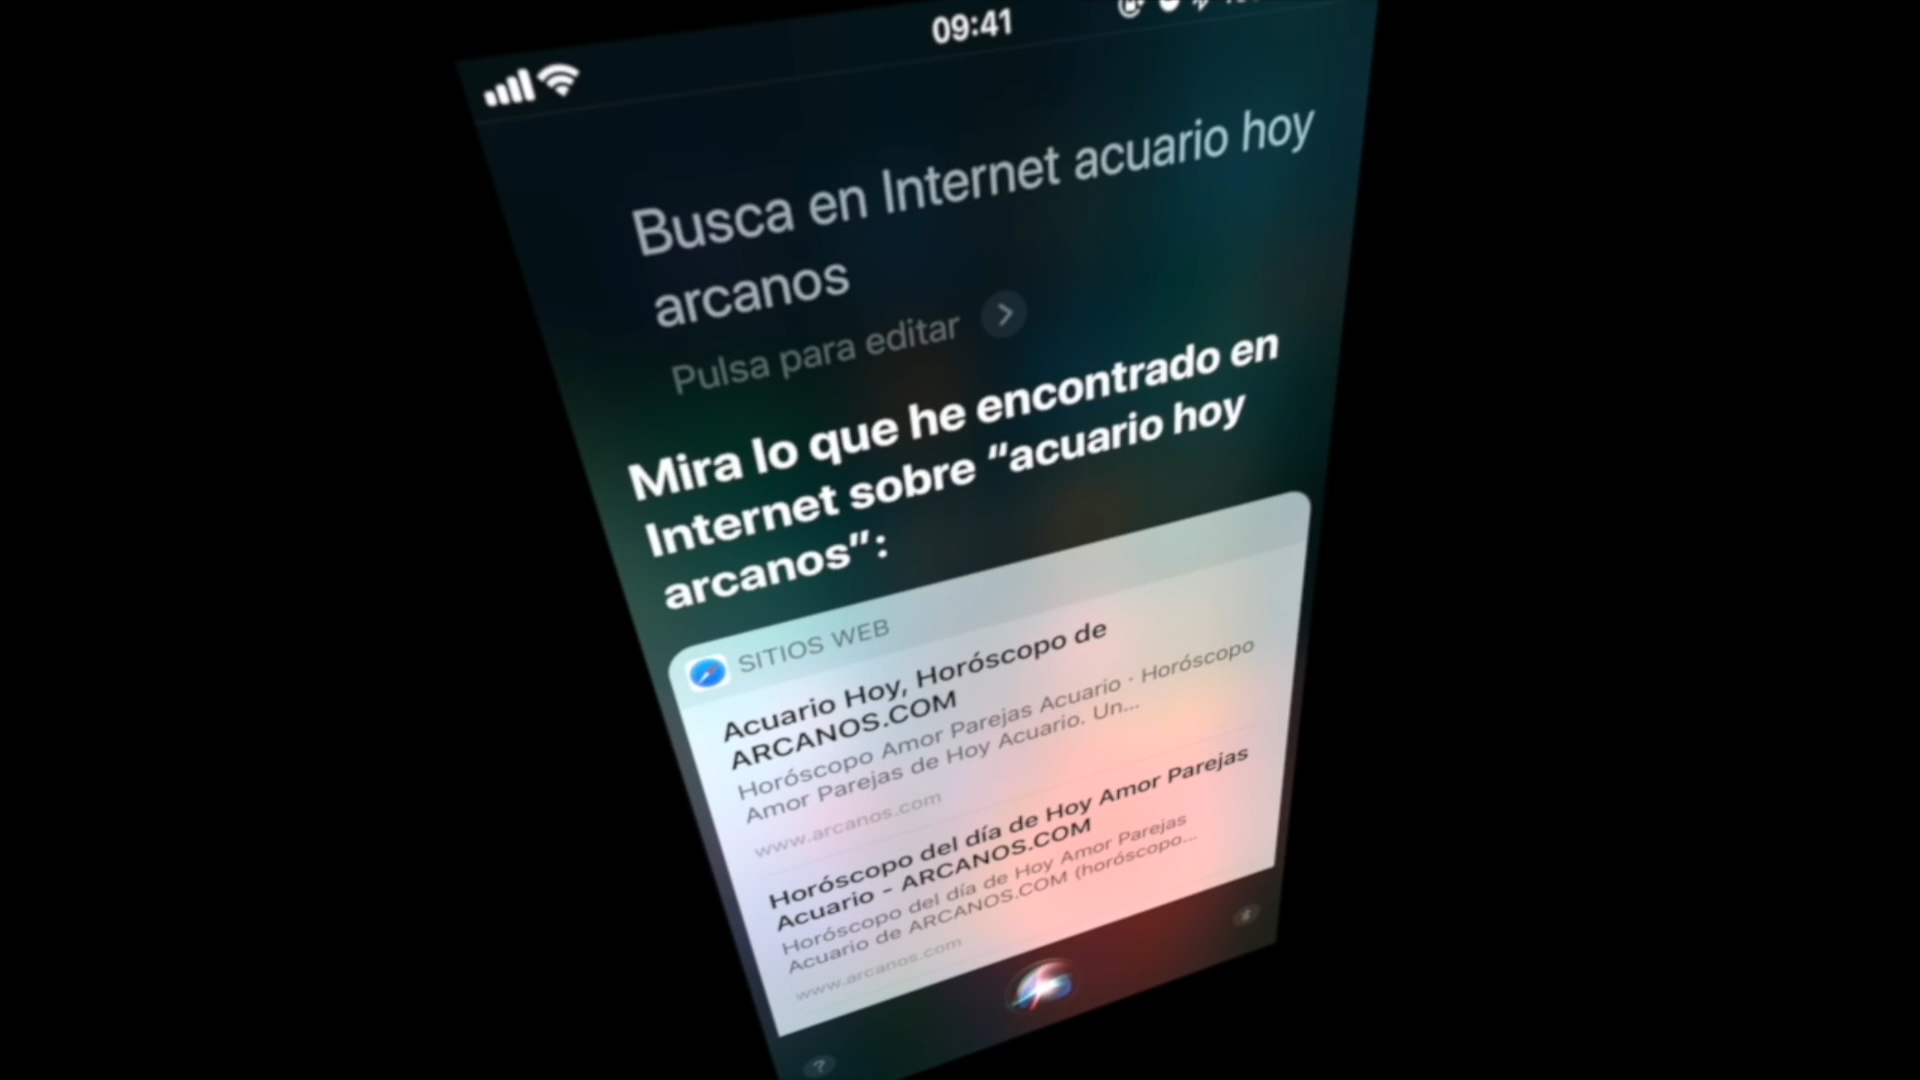 09:41
Busca en Internet acuario hoy
arcanos
Pulsa para editar
Mira lo que he encontrado en
Internet sobre “acuario hoy
arcanos”:
SITIOS WEB
Acuario Hoy, Horóscopo de
ARCANOS.COM
Horóscopo Amor Parejas Acuario · Horóscopo
Amor Parejas de Hoy Acuario. Un...
www.arcanos.com
Horóscopo del día de Hoy Amor Parejas
Acuario - ARCANOS.COM
Horóscopo del día de Hoy Amor Parejas
Acuario de ARCANOS.COM (horóscopo...
www.arcanos.com
?